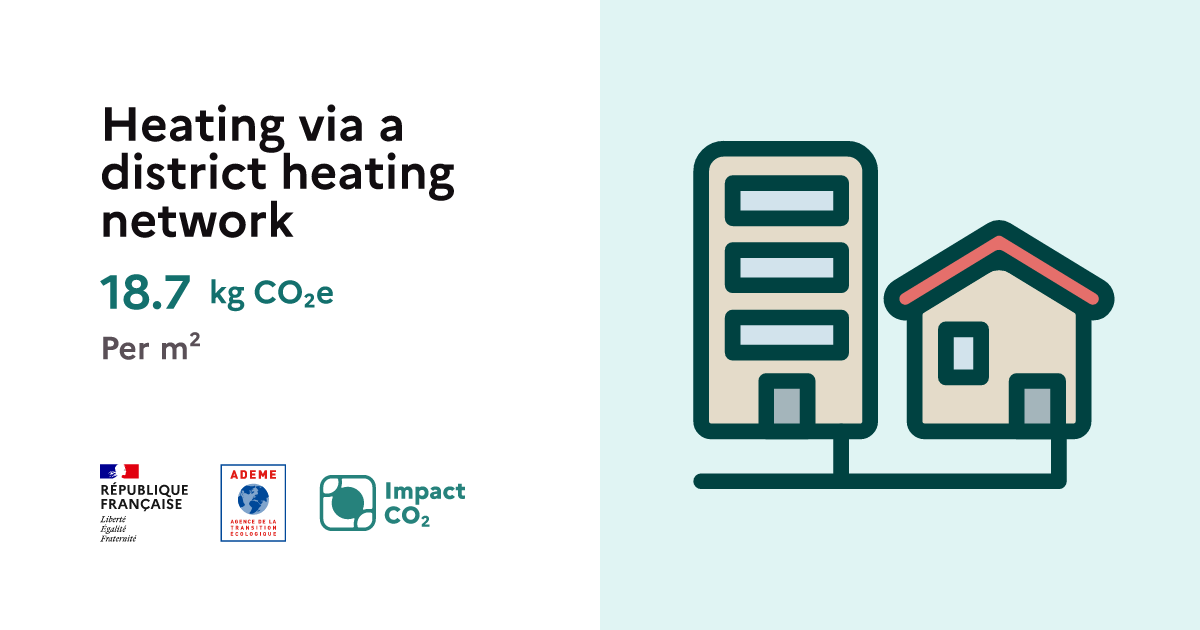 Heating via a
district heating
network
18.7 kg CO₂e
Per m²
RÉPUBLIQUE
FRANÇAISE
Liberté
Égalité
Fraternité
ADEME
AGENCE DE LA
TRANSITION
ÉCOLOGIQUE
Impact
CO₂